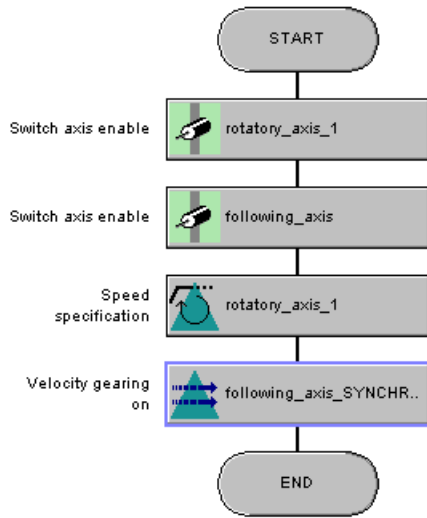 START
Switch axis enable
rotatory_axis_1
Switch axis enable
following_axis
Speed
specification
rotatory_axis_1
Velocity gearing
on
following_axis_SYNCHR..
END